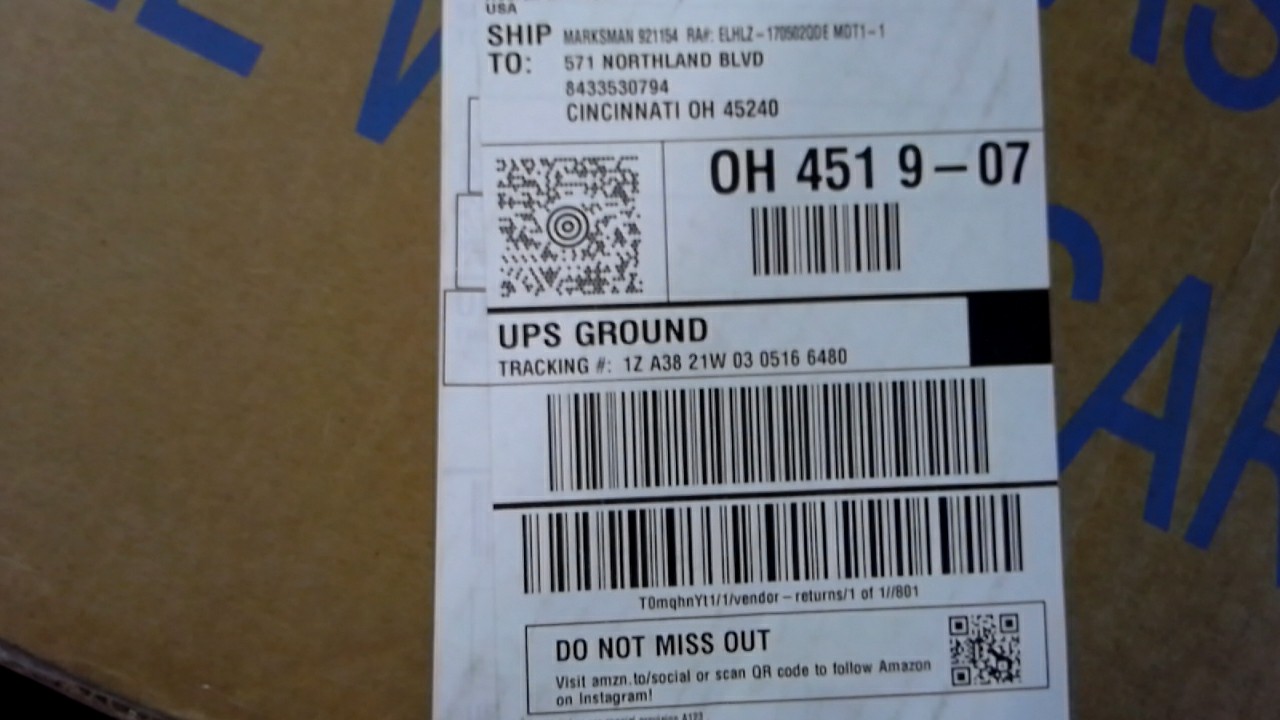 USA
SHIP TO:
MARKSMAN 921154 RA#: ELHLZ-170502QDE MDT1-1
571 NORTHLAND BLVD
8433530794
CINCINNATI OH 45240
OH 451 9-07
UPS GROUND
TRACKING #: 1Z A38 21W 03 0516 6480
T0mqhnYt1/1/vendor-returns/1 of 1//801
DO NOT MISS OUT
Visit amzn.to/social or scan QR code to follow Amazon
on Instagram!